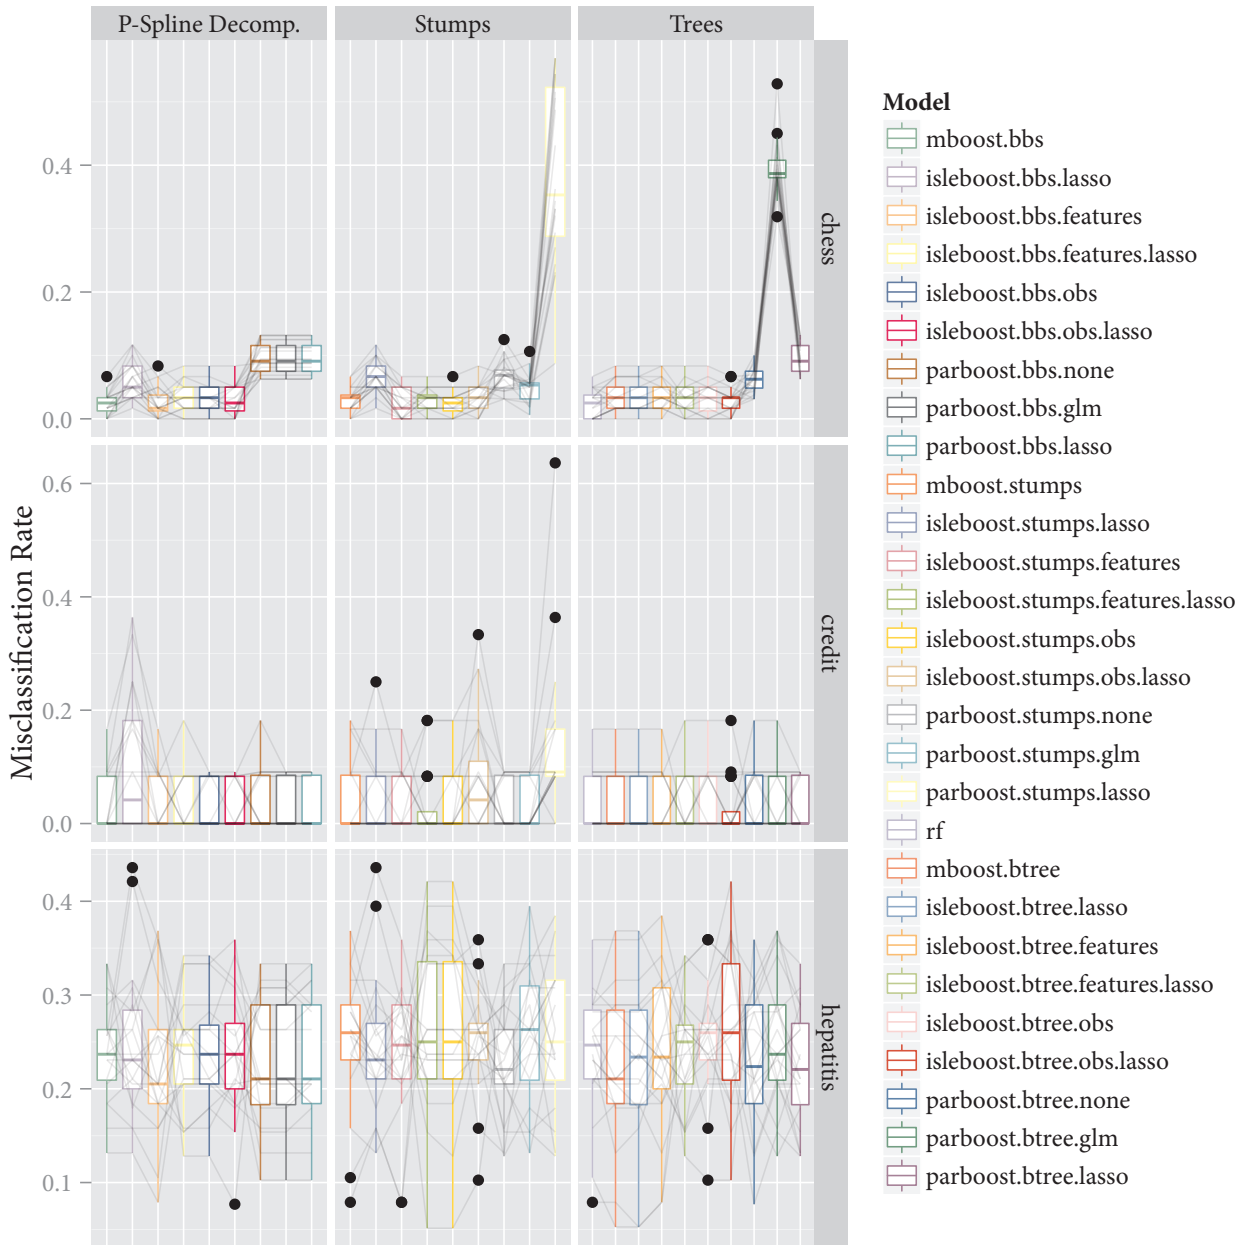 P-Spline Decomp.
Stumps
Trees
Misclassification Rate
0.4
0.2
0.0
chess
0.6
0.4
0.2
0.0
credit
0.4
0.3
0.2
0.1
hepatitis
Model
mboost.bbs
isleboost.bbs.lasso
isleboost.bbs.features
isleboost.bbs.features.lasso
isleboost.bbs.obs
isleboost.bbs.obs.lasso
parboost.bbs.none
parboost.bbs.glm
parboost.bbs.lasso
mboost.stumps
isleboost.stumps.lasso
isleboost.stumps.features
isleboost.stumps.features.lasso
isleboost.stumps.obs
isleboost.stumps.obs.lasso
parboost.stumps.none
parboost.stumps.glm
parboost.stumps.lasso
rf
mboost.btree
isleboost.btree.lasso
isleboost.btree.features
isleboost.btree.features.lasso
isleboost.btree.obs
isleboost.btree.obs.lasso
parboost.btree.none
parboost.btree.glm
parboost.btree.lasso